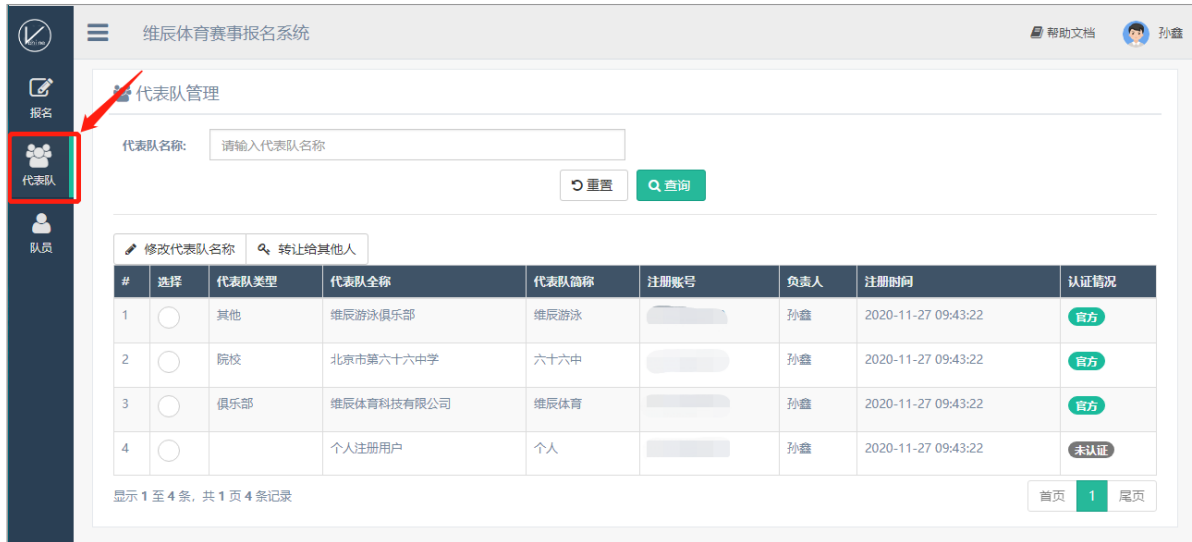 维辰体育赛事报名系统 帮助文档 孙鑫
报名
代表队
队员
代表队管理
代表队名称: 请输入代表队名称
重置 查询
修改代表队名称 转让给其他人
# 选择 代表队类型 代表队全称 代表队简称 注册账号 负责人 注册时间 认证情况
1 其他 维辰游泳俱乐部 维辰游泳 孙鑫 2020-11-27 09:43:22 官方
2 院校 北京市第六十六中学 六十六中 孙鑫 2020-11-27 09:43:22 官方
3 俱乐部 维辰体育科技有限公司 维辰体育 孙鑫 2020-11-27 09:43:22 官方
4 个人注册用户 个人 孙鑫 2020-11-27 09:43:22 未认证
显示 1 至 4 条, 共 1 页 4 条记录 首页 1 尾页